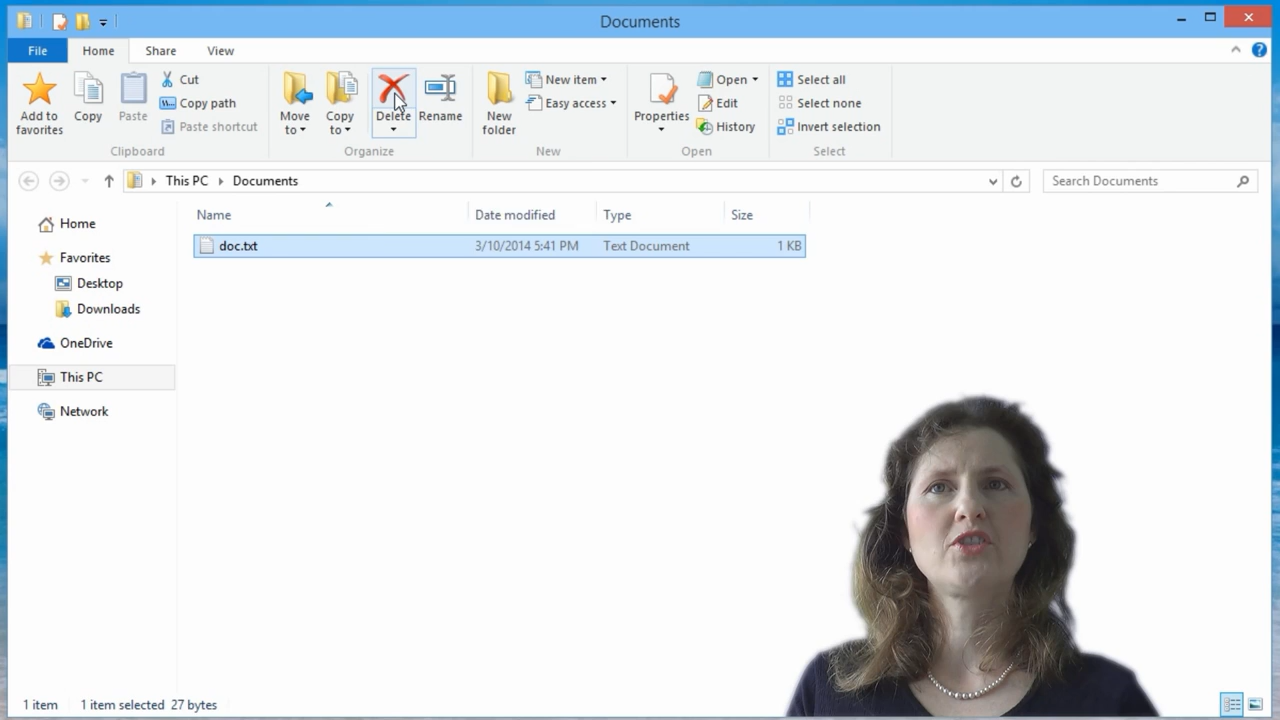 Documents
File Home Share View
Add to favorites
Copy
Paste
Cut
Copy path
Paste shortcut
Clipboard
Move to
Copy to
Delete
Rename
Organize
New folder
New item
Easy access
New
Properties
Open
Edit
History
Open
Select all
Select none
Invert selection
Select
This PC Documents
Search Documents
Home
Favorites
Desktop
Downloads
OneDrive
This PC
Network
Name Date modified Type Size
doc.txt 3/10/2014 5:41 PM Text Document 1 KB
1 item 1 item selected 27 bytes